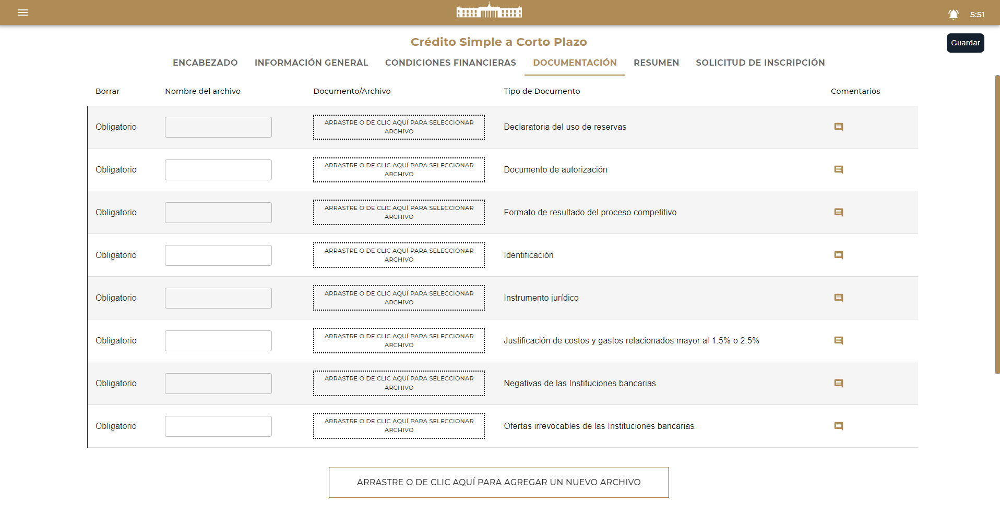 5:51
Crédito Simple a Corto Plazo
Guardar
ENCABEZADO INFORMACIÓN GENERAL CONDICIONES FINANCIERAS DOCUMENTACIÓN RESUMEN SOLICITUD DE INSCRIPCIÓN
Borrar Nombre del archivo Documento/Archivo Tipo de Documento Comentarios
Obligatorio ARRASTRE O DE CLIC AQUÍ PARA SELECCIONAR
ARCHIVO Declaratoria del uso de reservas
Obligatorio ARRASTRE O DE CLIC AQUÍ PARA SELECCIONAR
ARCHIVO Documento de autorización
Obligatorio ARRASTRE O DE CLIC AQUÍ PARA SELECCIONAR
ARCHIVO Formato de resultado del proceso competitivo
Obligatorio ARRASTRE O DE CLIC AQUÍ PARA SELECCIONAR
ARCHIVO Identificación
Obligatorio ARRASTRE O DE CLIC AQUÍ PARA SELECCIONAR
ARCHIVO Instrumento jurídico
Obligatorio ARRASTRE O DE CLIC AQUÍ PARA SELECCIONAR
ARCHIVO Justificación de costos y gastos relacionados mayor al 1.5% o 2.5%
Obligatorio ARRASTRE O DE CLIC AQUÍ PARA SELECCIONAR
ARCHIVO Negativas de las Instituciones bancarias
Obligatorio ARRASTRE O DE CLIC AQUÍ PARA SELECCIONAR
ARCHIVO Ofertas irrevocables de las Instituciones bancarias
ARRASTRE O DE CLIC AQUÍ PARA AGREGAR UN NUEVO ARCHIVO